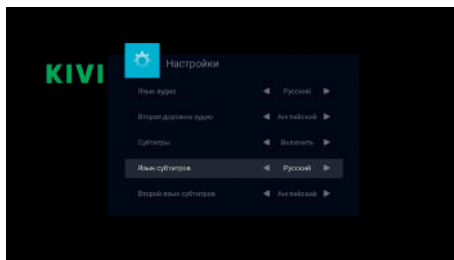 KIVI
Настройки
Язык аудио
Русский
Вторая дорожка аудио
Английский
Субтитры
Включить
Язык субтитров
Русский
Второй язык субтитров
Английский